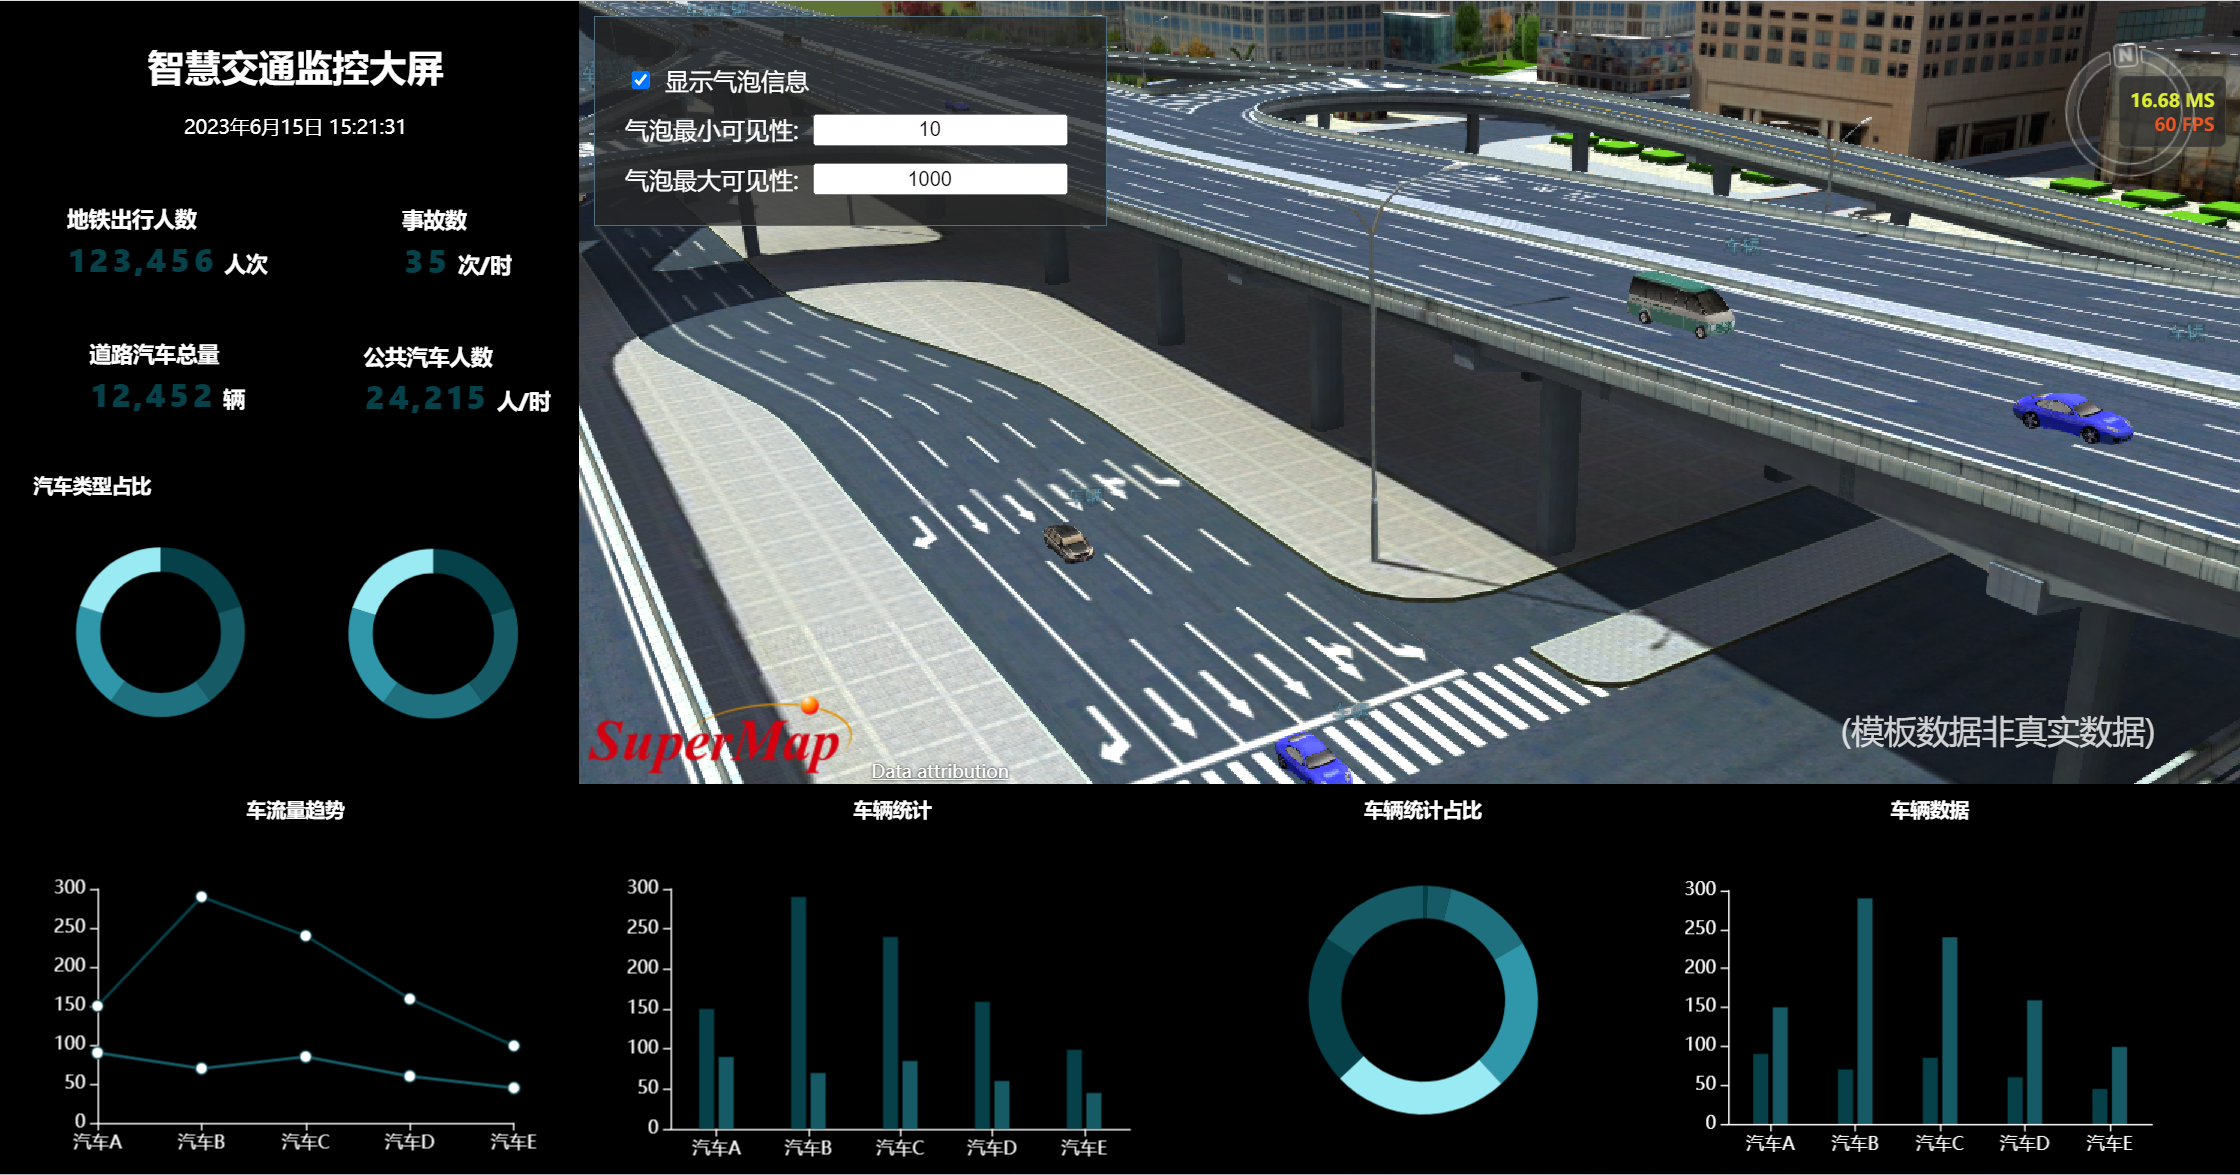 智慧交通监控大屏
2023年6月15日 15:21:31
地铁出行人数
123,456 人次
事故数
35 次/时
道路汽车总量
12,452 辆
公共汽车人数
24,215 人/时
汽车类型占比
显示气泡信息
气泡最小可见性: 10
气泡最大可见性: 1000
N
16.68 MS
60 FPS
车辆
车辆
车辆
车辆
SuperMap
Data attribution
(模板数据非真实数据)
车流量趋势
300
250
200
150
100
50
0
汽车A 汽车B 汽车C 汽车D 汽车E
车辆统计
300
250
200
150
100
50
0
汽车A 汽车B 汽车C 汽车D 汽车E
车辆统计占比
车辆数据
300
250
200
150
100
50
0
汽车A 汽车B 汽车C 汽车D 汽车E